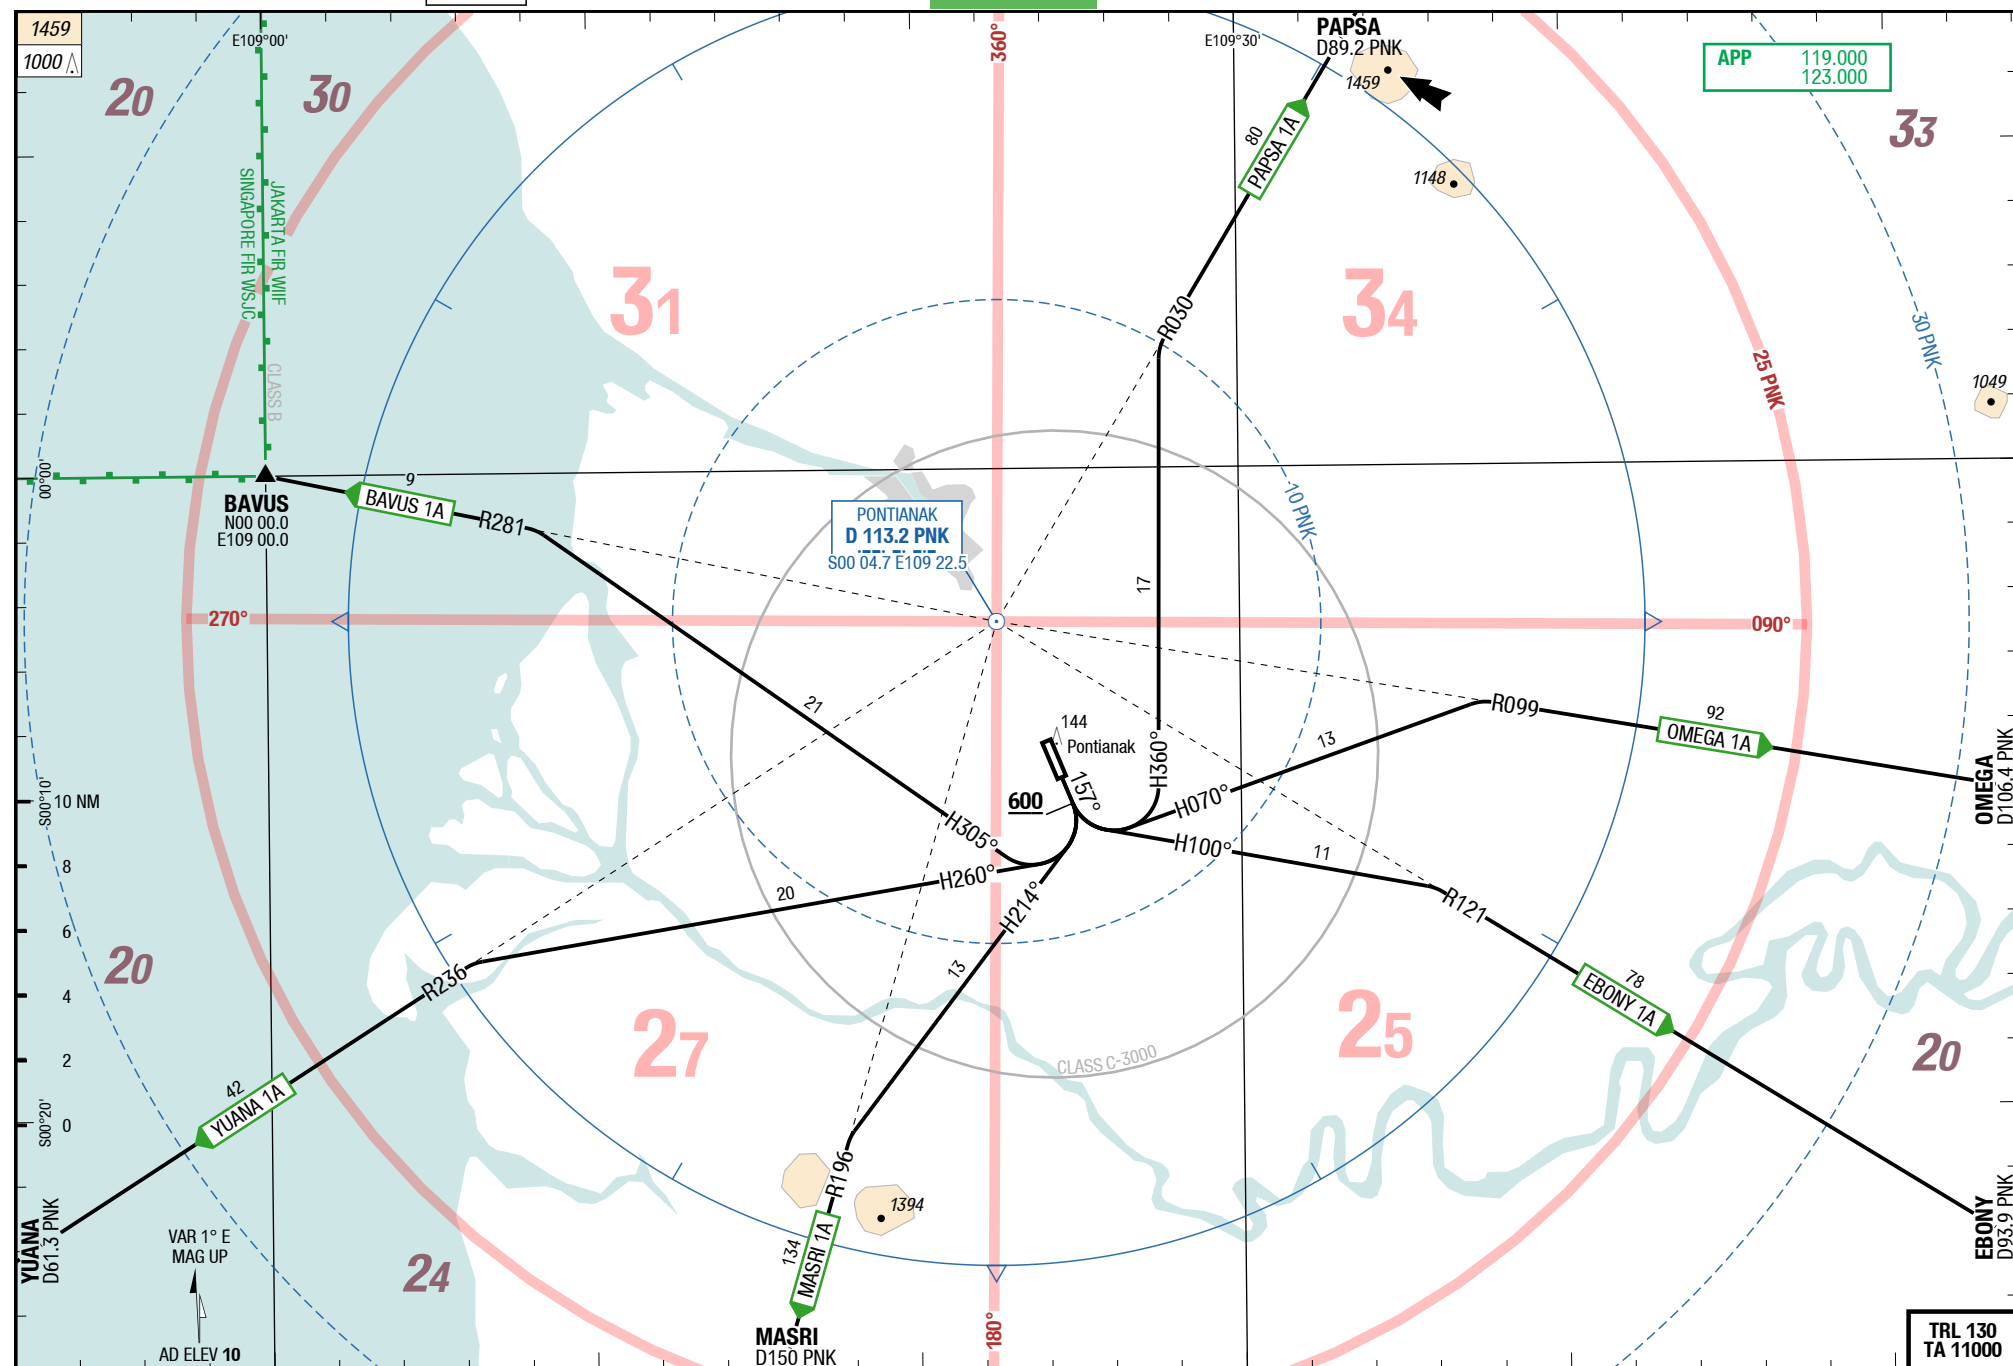 1459
1000
20
30
E109°00'
360°
E109°30'
PAPSA
D89.2 PNK
1459
APP 119.000
123.000
33
80
PAPSA 1A
1148
JAKARTA FIR WIIF
SINGAPORE FIR WSJC
CLASS B
31
34
R030
30 PNK
25 PNK
1049
00°00'
BAVUS
N00 00.0
E109 00.0
9
BAVUS 1A
R281
PONTIANAK
D 113.2 PNK
S00 04.7 E109 22.5
10 PNK
17
270°
090°
21
144
Pontianak
157°
600
H360°
H070°
13
R099
92
OMEGA 1A
OMEGA
D106.4 PNK
S00°10'
10 NM
8
6
4
2
0
H305°
H260°
20
H214°
13
H100°
11
R121
78
EBONY 1A
20
R236
27
25
20
CLASS C-3000
42
YUANA 1A
S00°20'
YUANA
D61.3 PNK
VAR 1° E
MAG UP
AD ELEV 10
24
R196
1394
134
MASRI 1A
MASRI
D150 PNK
180°
EBONY
D93.9 PNK
TRL 130
TA 11000